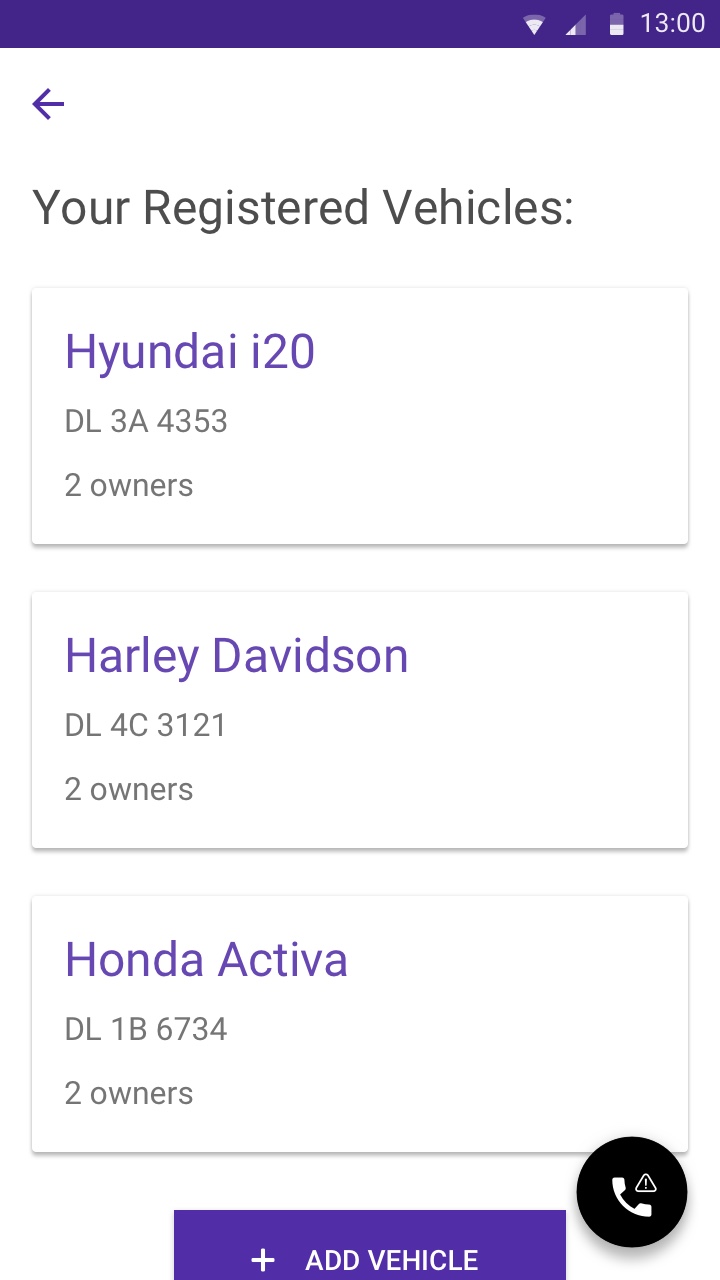 13:00
Your Registered Vehicles:
Hyundai i20
DL 3A 4353
2 owners
Harley Davidson
DL 4C 3121
2 owners
Honda Activa
DL 1B 6734
2 owners
+ ADD VEHICLE